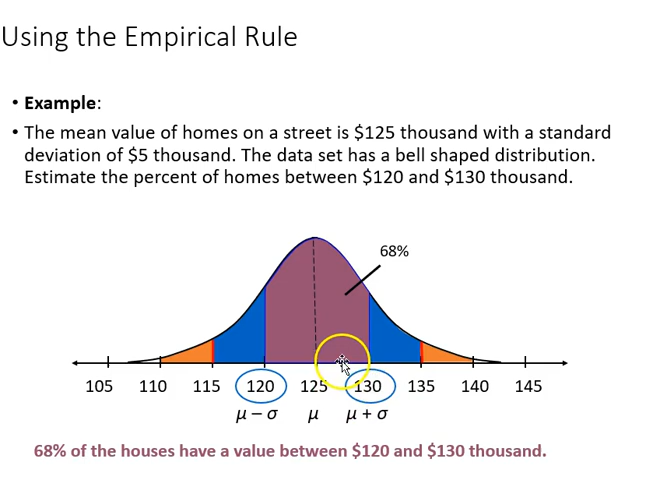 Using the Empirical Rule
• Example:
• The mean value of homes on a street is $125 thousand with a standard
deviation of $5 thousand. The data set has a bell shaped distribution.
Estimate the percent of homes between $120 and $130 thousand.
68%
105 110 115 120 125 130 135 140 145
μ – σ μ μ + σ
68% of the houses have a value between $120 and $130 thousand.